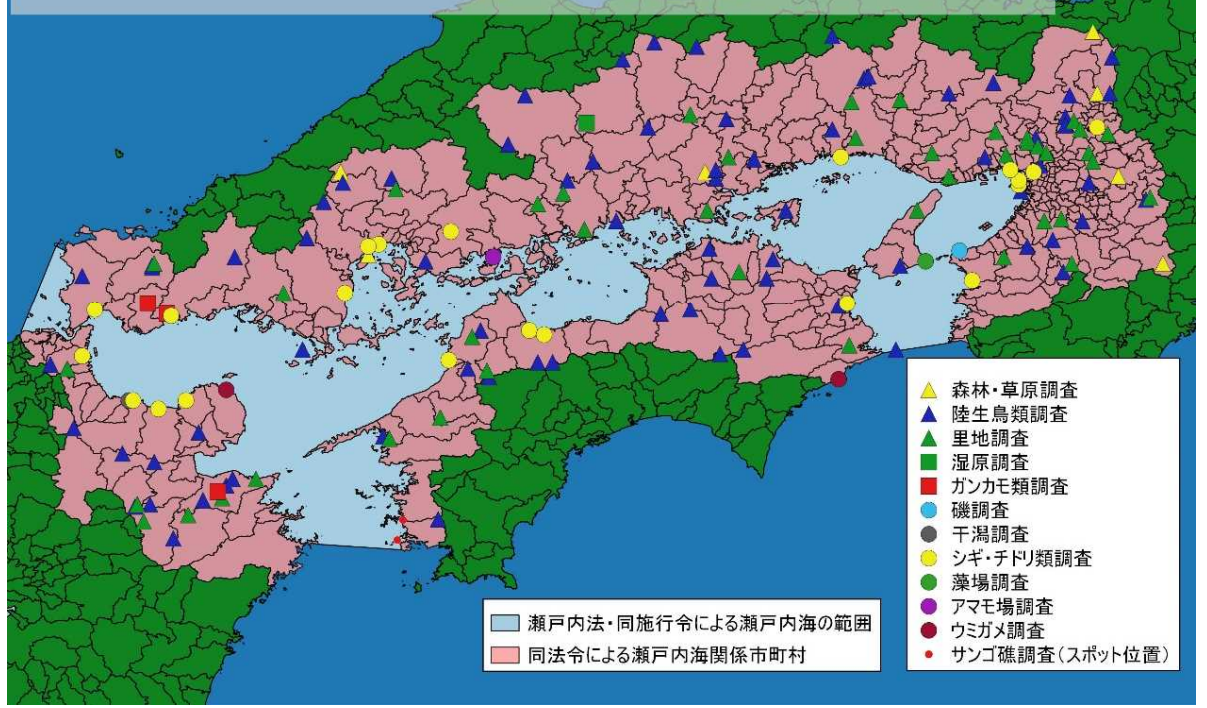 森林・草原調査
陸生鳥類調査
里地調査
湿原調査
ガンカモ類調査
磯調査
干潟調査
シギ・チドリ類調査
藻場調査
アマモ場調査
ウミガメ調査
サンゴ礁調査(スポット位置)
瀬戸内法・同施行令による瀬戸内海の範囲
同法令による瀬戸内海関係市町村